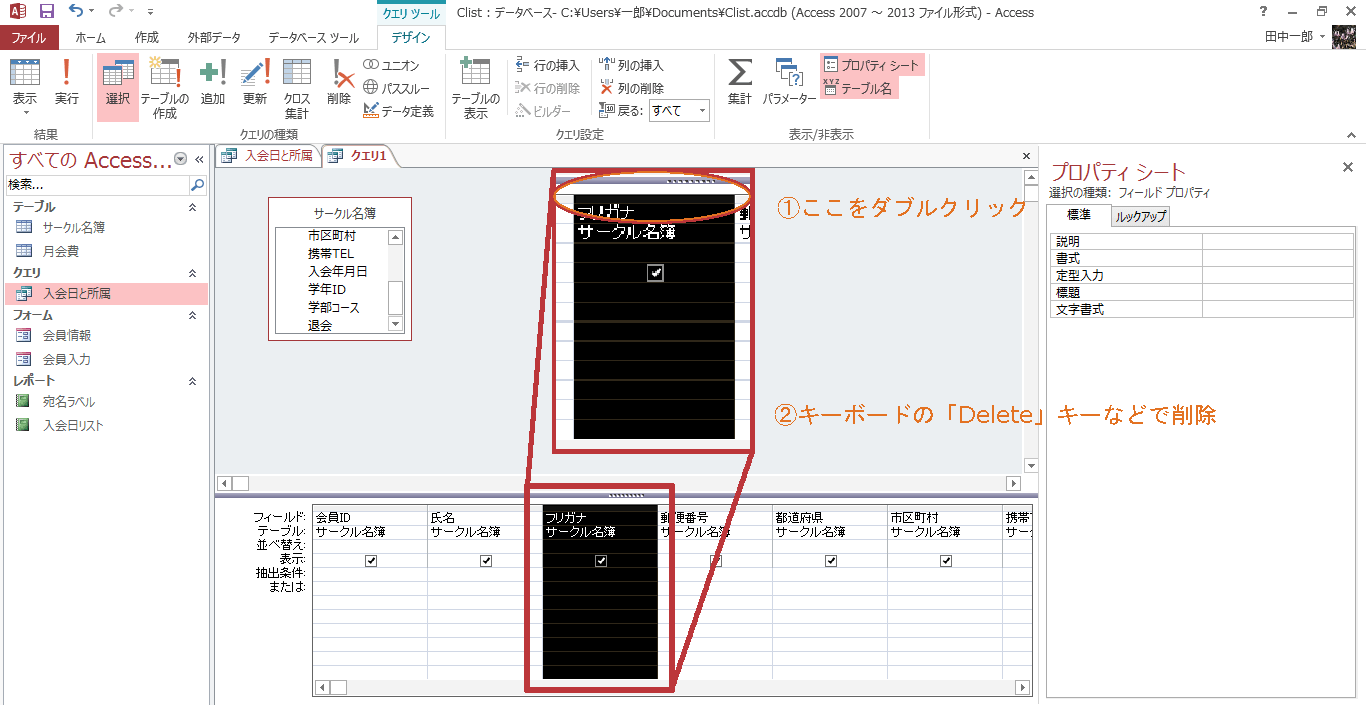 クエリ ツール
Clist : データベース- C:¥Users¥一郎¥Documents¥Clist.accdb (Access 2007 ～ 2013 ファイル形式) - Access
ファイル
ホーム
作成
外部データ
データベース ツール
デザイン
田中一郎
表示
実行
選択
テーブルの
作成
追加
更新
クロス
集計
削除
ユニオン
パススルー
データ定義
テーブルの
表示
行の挿入
行の削除
ビルダー
列の挿入
列の削除
戻る:
すべて
集計
パラメーター
プロパティ シート
テーブル名
結果
クエリの種類
クエリ設定
表示/非表示
すべての Access...
検索...
テーブル
サークル名簿
月会費
クエリ
入会日と所属
フォーム
会員情報
会員入力
レポート
宛名ラベル
入会日リスト
入会日と所属
クエリ1
サークル名簿
市区町村
携帯TEL
入会年月日
学年ID
学部コース
退会
フリガナ
サークル名簿
①ここをダブルクリック
②キーボードの「Delete」キーなどで削除
フィールド:
テーブル:
並べ替え:
表示:
抽出条件:
または:
会員ID
サークル名簿
氏名
サークル名簿
フリガナ
サークル名簿
郵便番号
サークル名簿
都道府県
サークル名簿
市区町村
サークル名簿
携帯
サー
プロパティ シート
選択の種類: フィールド プロパティ
標準
ルックアップ
説明
書式
定型入力
標題
文字書式